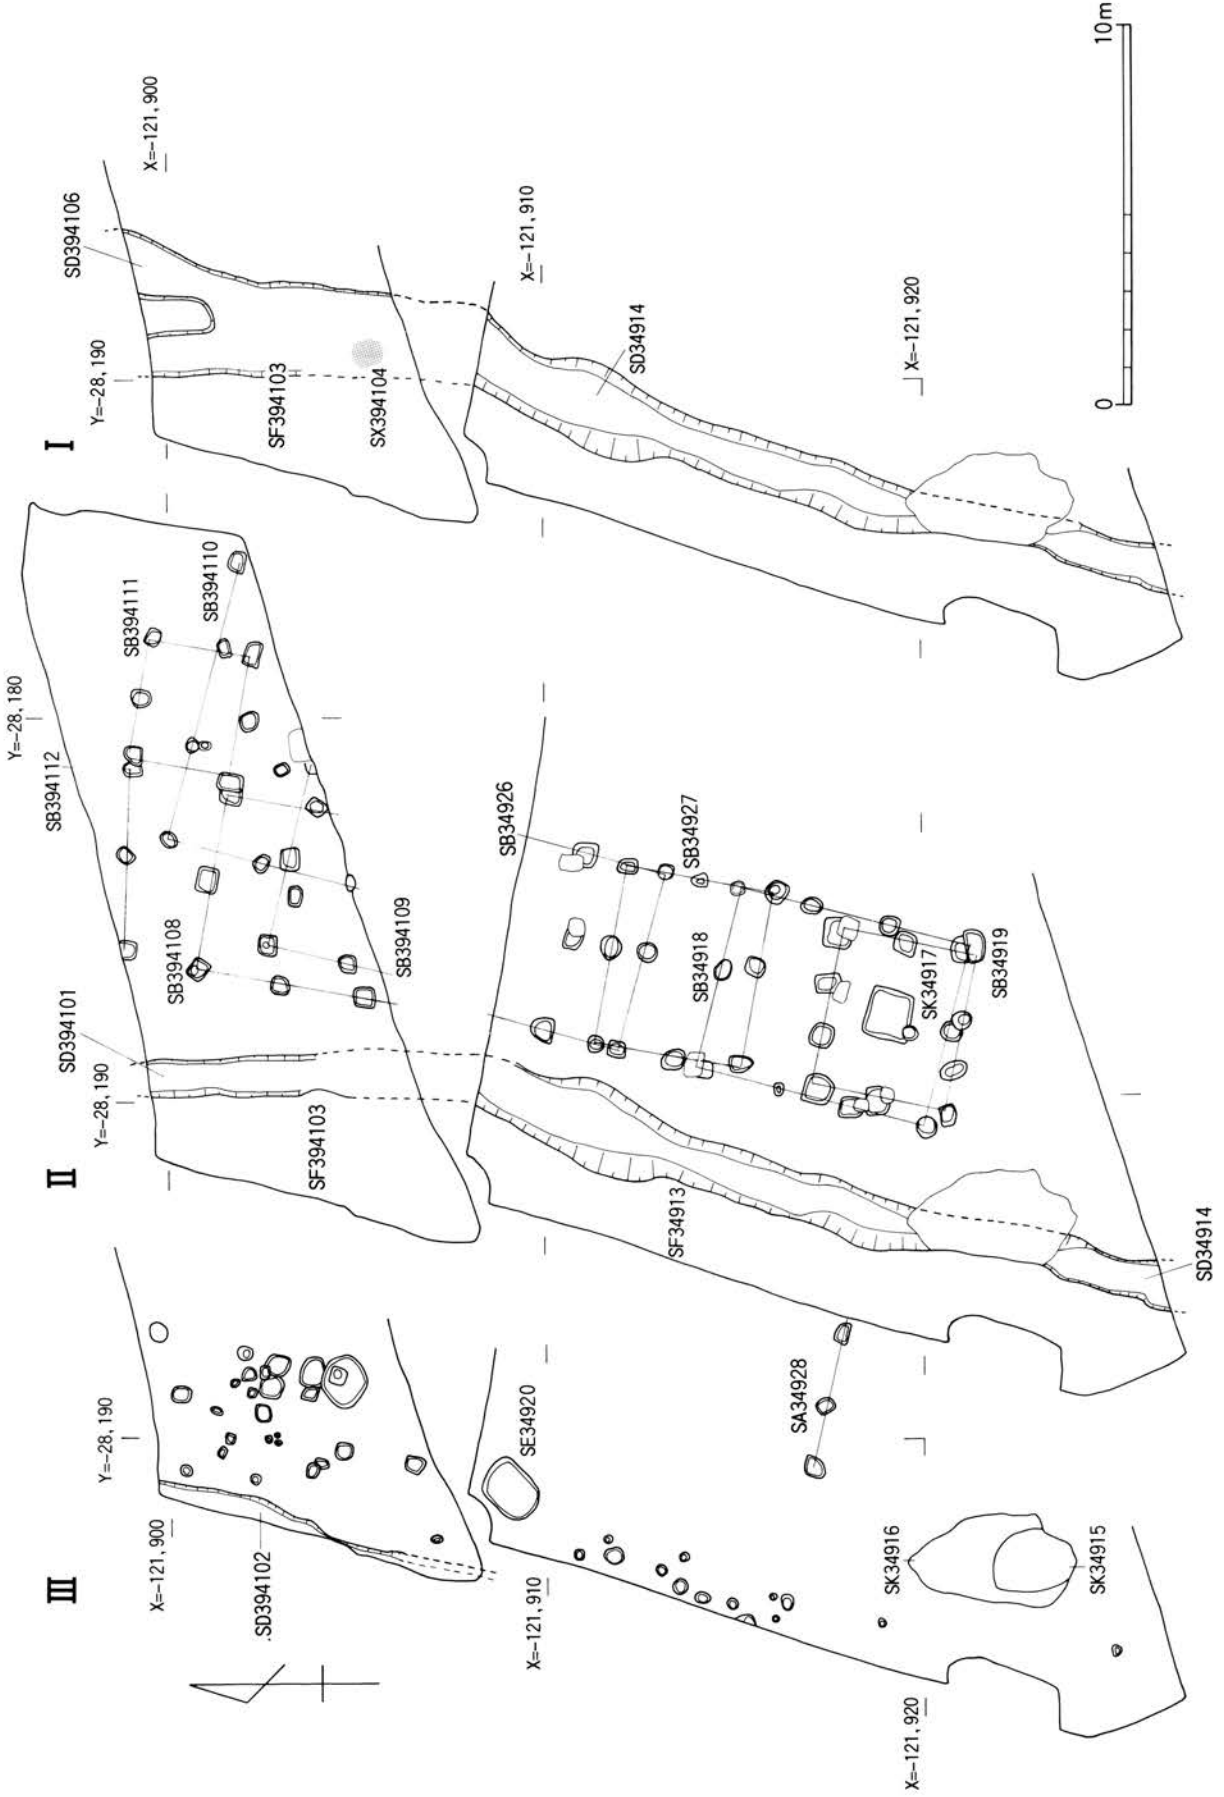 III
X=-121,900
Y=-28,190
.SD394102
X=-121,910
SE34920
SA34928
SK34916
SK34915
X=-121,920
II
Y=-28,190
SD394101
SF394103
SB394112
Y=-28,180
SB394111
SB394110
SB394108
SB394109
SB34926
SB34927
SB34918
SK34917
SB34919
SF34913
SD34914
I
Y=-28,190
SD394106
X=-121,900
SF394103
SX394104
X=-121,910
SD34914
X=-121,920
0
10m